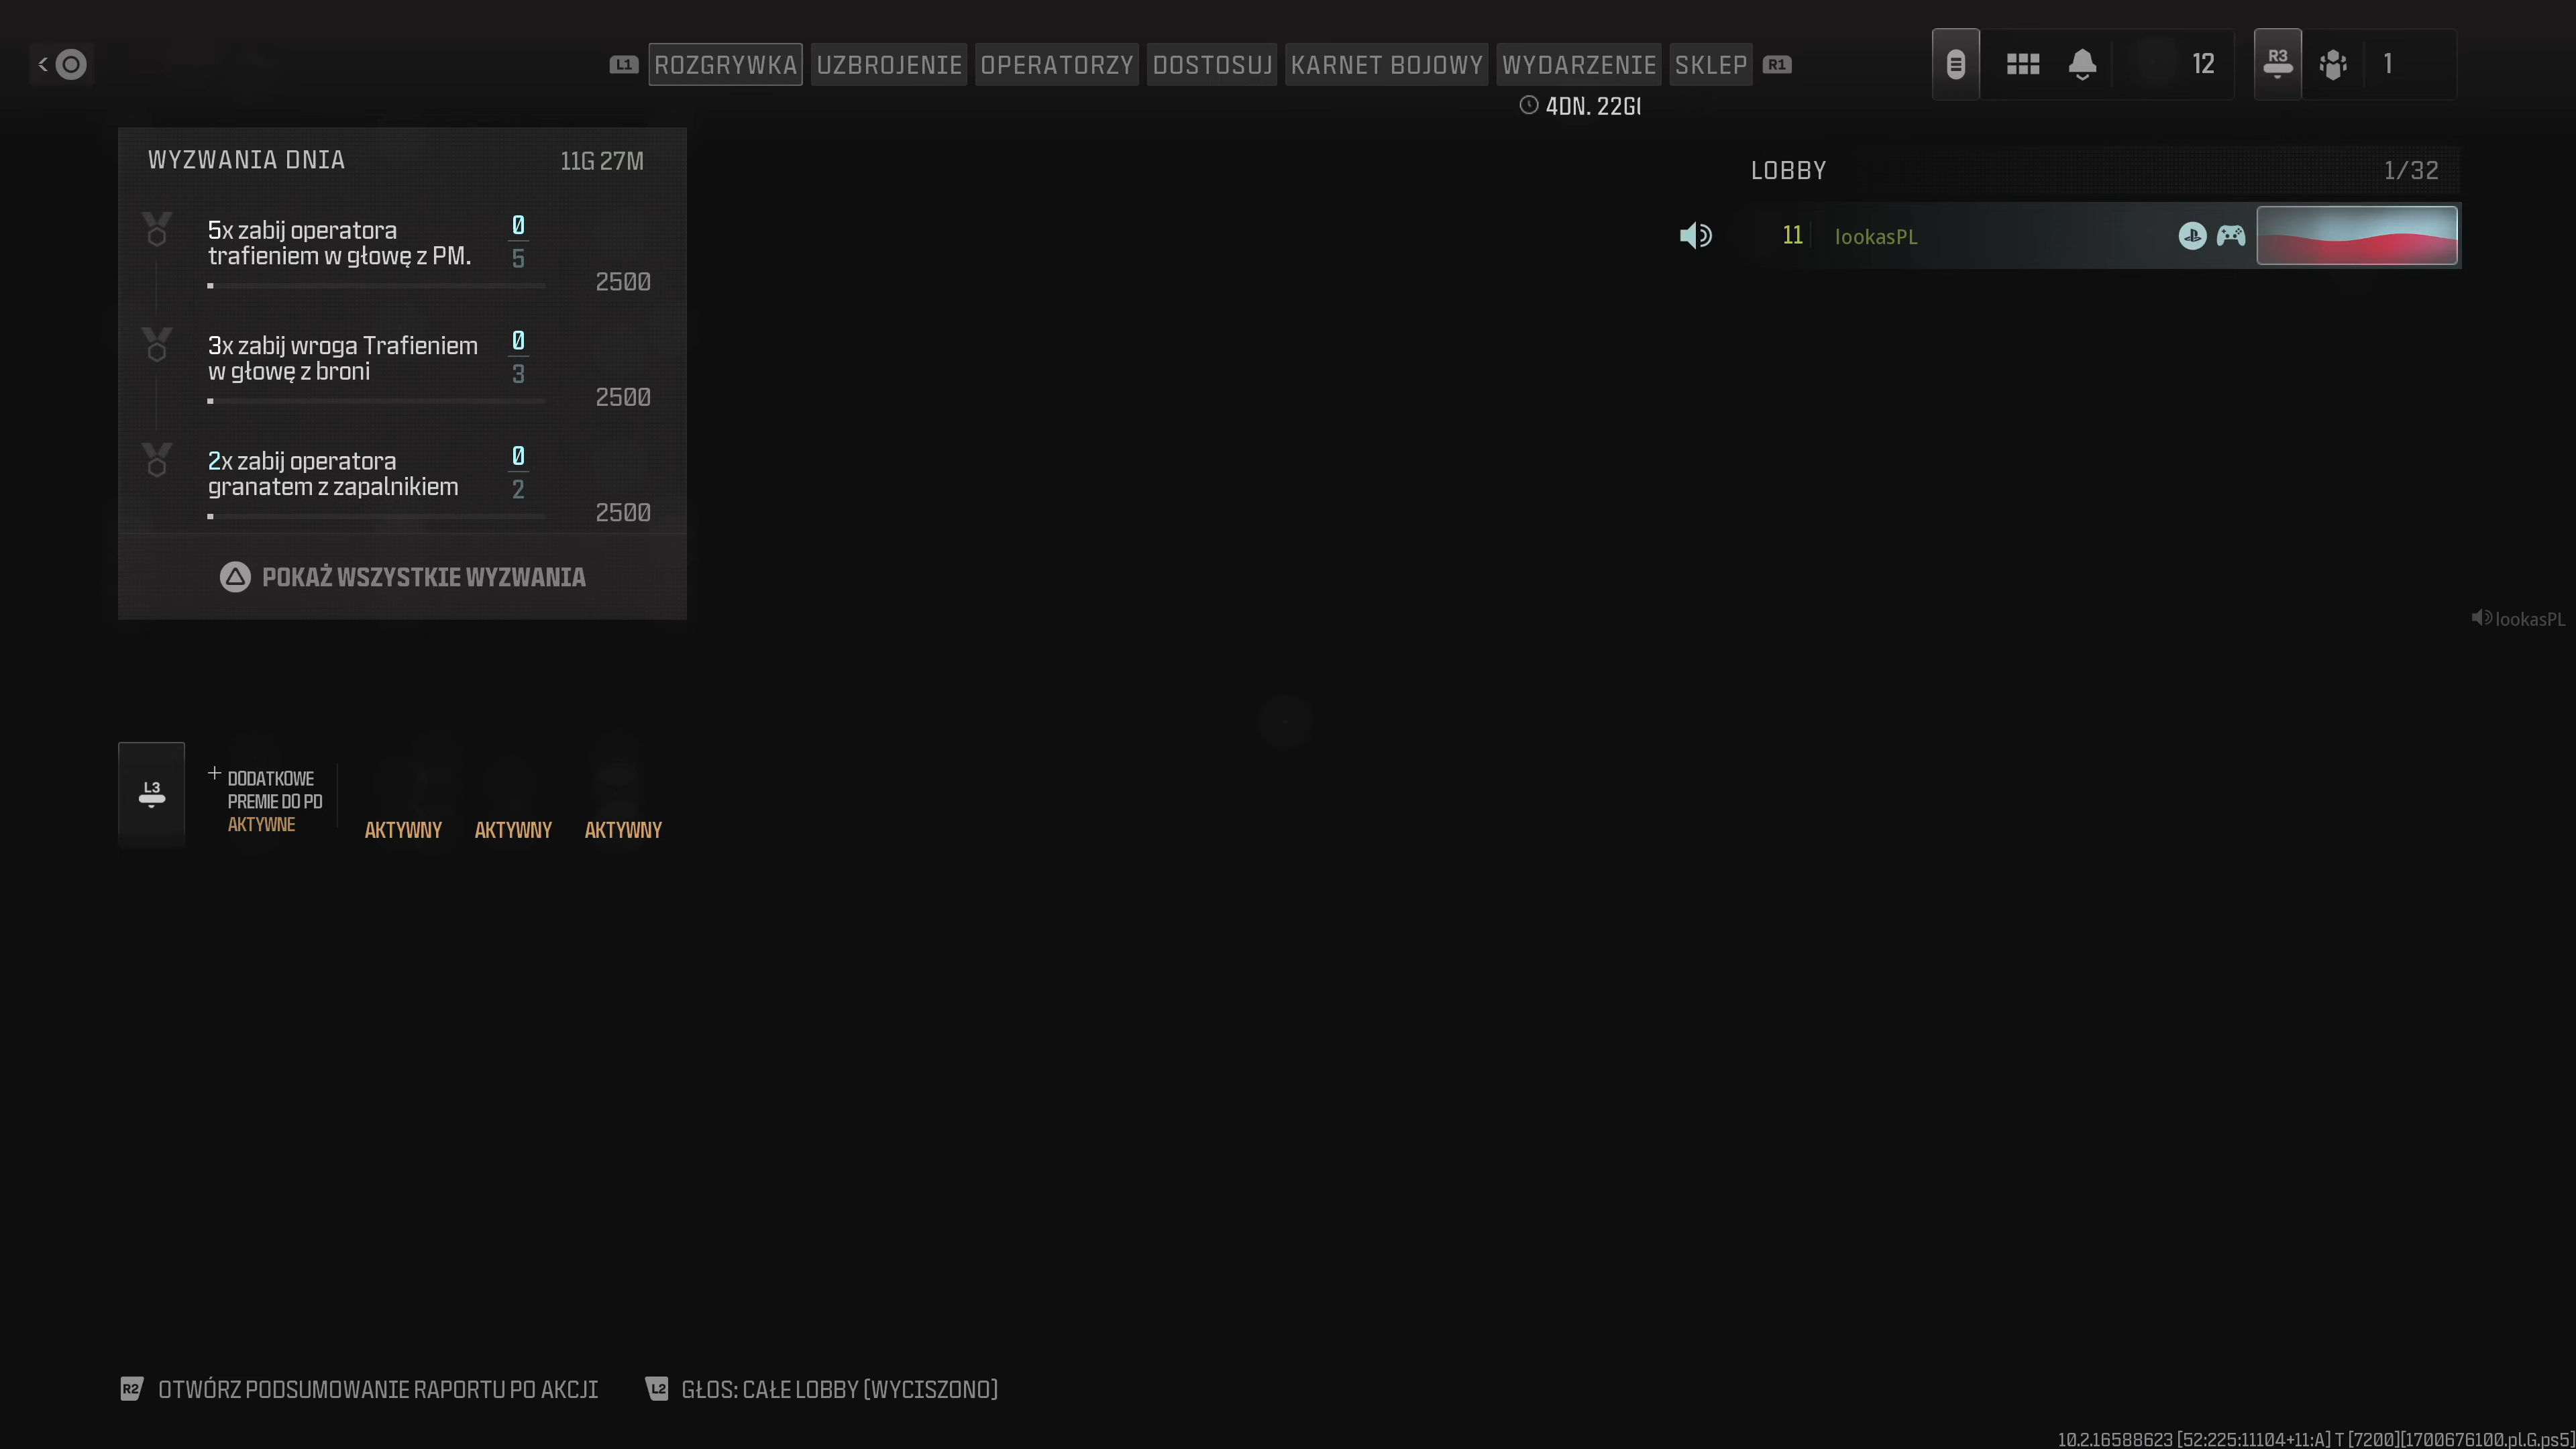 L1 ROZGRYWKA UZBROJENIE OPERATORZY DOSTOSUJ KARNET BOJOWY WYDARZENIE SKLEP R1
12
R3
1
4DN. 22G
WYZWANIA DNIA 11G 27M
5x zabij operatora
trafieniem w głowę z PM.
0
5
2500
3x zabij wroga Trafieniem
w głowę z broni
0
3
2500
2x zabij operatora
granatem z zapalnikiem
0
2
2500
POKAŻ WSZYSTKIE WYZWANIA
LOBBY 1/32
11 lookasPL
lookasPL
L3
+ DODATKOWE
PREMIE DO PD
AKTYWNE
AKTYWNY AKTYWNY AKTYWNY
R2 OTWÓRZ PODSUMOWANIE RAPORTU PO AKCJI L2 GŁOS: CAŁE LOBBY (WYCISZONO)
10.2.16588623 [52:225:11104+11:A] T [7200][1700676100.pl.G.ps5]